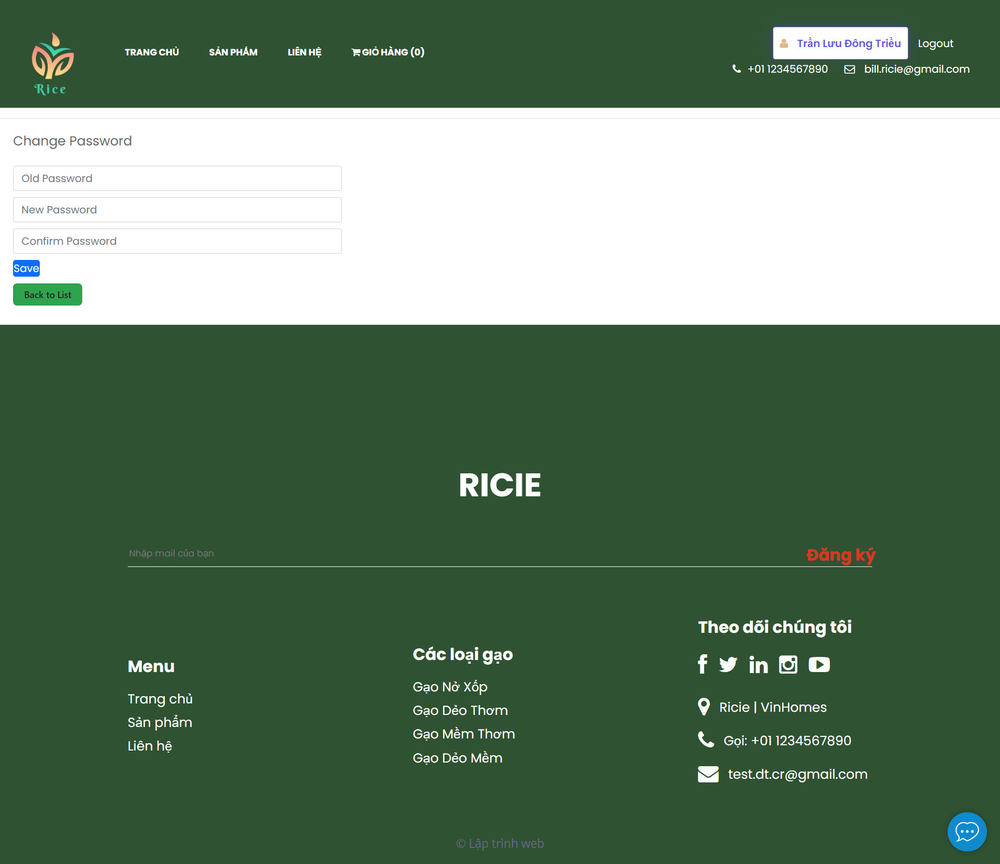 Rice
TRANG CHỦ
SẢN PHẨM
LIÊN HỆ
GIỎ HÀNG (0)
Trần Lưu Đông Triều
Logout
+01 1234567890
bill.ricie@gmail.com
Change Password
Old Password
New Password
Confirm Password
Save
Back to List
RICIE
Nhập mail của bạn
Đăng ký
Menu
Trang chủ
Sản phẩm
Liên hệ
Các loại gạo
Gạo Nở Xốp
Gạo Dẻo Thơm
Gạo Mềm Thơm
Gạo Dẻo Mềm
Theo dõi chúng tôi
Ricie | VinHomes
Gọi: +01 1234567890
test.dt.cr@gmail.com
© Lập trình web